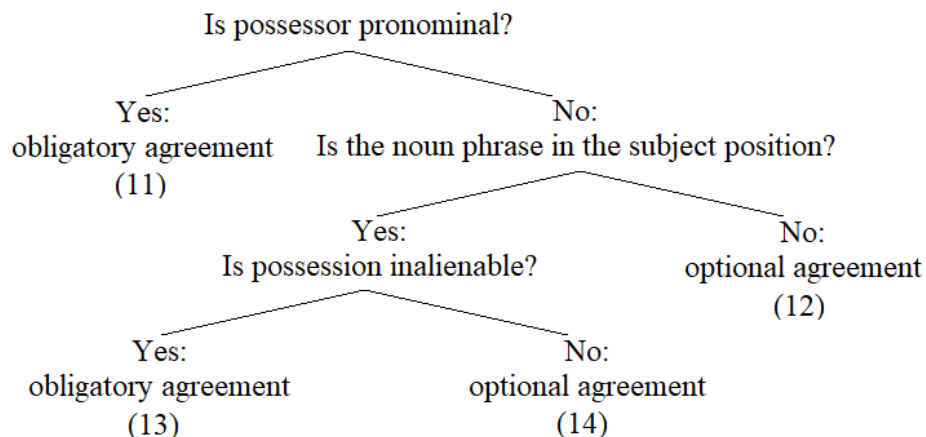 Is possessor pronominal?
Yes:
obligatory agreement
(11)
No:
Is the noun phrase in the subject position?
Yes:
Is possession inalienable?
No:
optional agreement
(12)
Yes:
obligatory agreement
(13)
No:
optional agreement
(14)